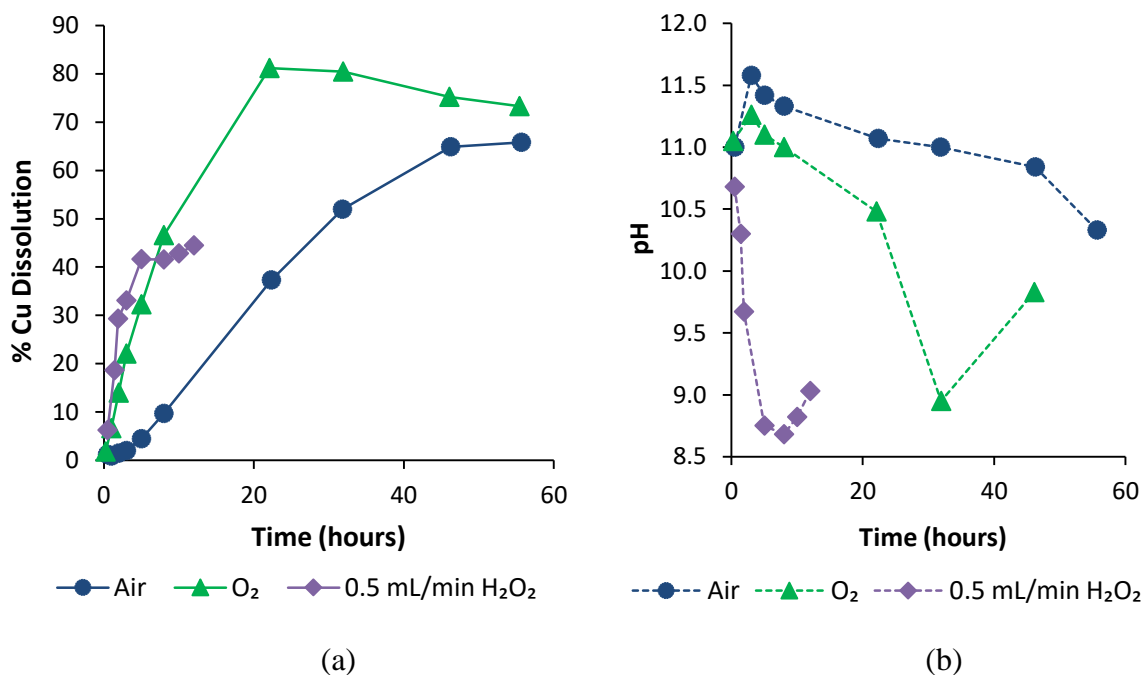 % Cu Dissolution
90
80
70
60
50
40
30
20
10
0
0 20 40 60
Time (hours)
Air O₂ 0.5 mL/min H₂O₂
(a)
pH
12.0
11.5
11.0
10.5
10.0
9.5
9.0
8.5
0 20 40 60
Time (hours)
Air O₂ 0.5 mL/min H₂O₂
(b)